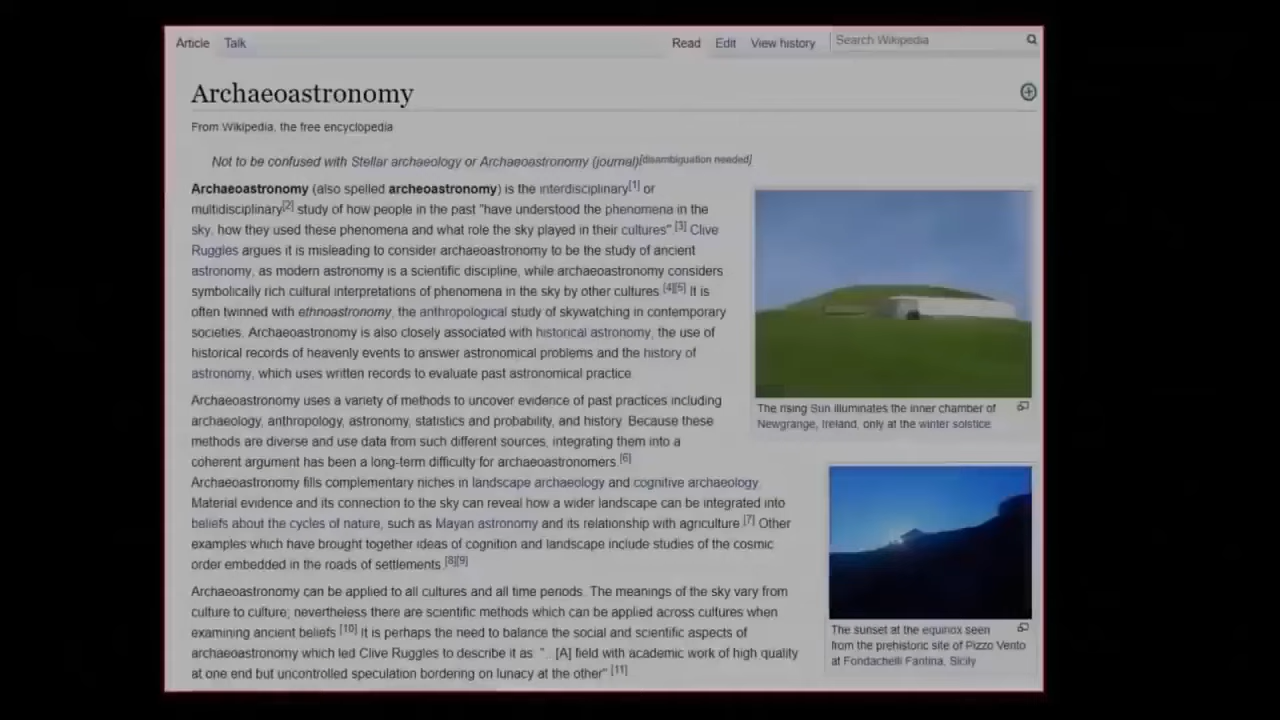 Article Talk Read Edit View history Search Wikipedia
Archaeoastronomy
From Wikipedia, the free encyclopedia
Not to be confused with Stellar archaeology or Archaeoastronomy (journal)[disambiguation needed]
Archaeoastronomy (also spelled archeoastronomy) is the interdisciplinary[1] or
multidisciplinary[2] study of how people in the past "have understood the phenomena in the
sky, how they used these phenomena and what role the sky played in their cultures" [3] Clive
Ruggles argues it is misleading to consider archaeoastronomy to be the study of ancient
astronomy, as modern astronomy is a scientific discipline, while archaeoastronomy considers
symbolically rich cultural interpretations of phenomena in the sky by other cultures [4][5] It is
often twinned with ethnoastronomy, the anthropological study of skywatching in contemporary
societies. Archaeoastronomy is also closely associated with historical astronomy, the use of
historical records of heavenly events to answer astronomical problems and the history of
astronomy, which uses written records to evaluate past astronomical practice
Archaeoastronomy uses a variety of methods to uncover evidence of past practices including
archaeology, anthropology, astronomy, statistics and probability, and history. Because these
methods are diverse and use data from such different sources, integrating them into a
coherent argument has been a long-term difficulty for archaeoastronomers.[6]
Archaeoastronomy fills complementary niches in landscape archaeology and cognitive archaeology.
Material evidence and its connection to the sky can reveal how a wider landscape can be integrated into
beliefs about the cycles of nature, such as Mayan astronomy and its relationship with agriculture.[7] Other
examples which have brought together ideas of cognition and landscape include studies of the cosmic
order embedded in the roads of settlements.[8][9]
Archaeoastronomy can be applied to all cultures and all time periods. The meanings of the sky vary from
culture to culture; nevertheless there are scientific methods which can be applied across cultures when
examining ancient beliefs [10] It is perhaps the need to balance the social and scientific aspects of
archaeoastronomy which led Clive Ruggles to describe it as "...[A] field with academic work of high quality
at one end but uncontrolled speculation bordering on lunacy at the other" [11]
The rising Sun illuminates the inner chamber of
Newgrange, Ireland, only at the winter solstice
The sunset at the equinox seen
from the prehistoric site of Pizzo Vento
at Fondachelli Fantina, Sicily